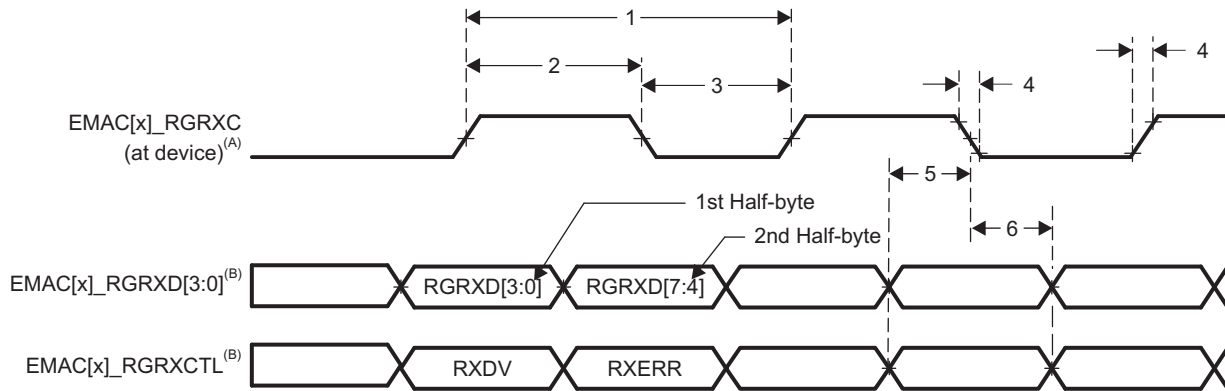 1
4
2
4
3
EMAC[x]_RGRXC
(at device)(A)
5
1st Half-byte
6
2nd Half-byte
EMAC[x]_RGRXD[3:0](B)
RGRXD[3:0]
RGRXD[7:4]
EMAC[x]_RGRXCTL(B)
RXDV
RXERR